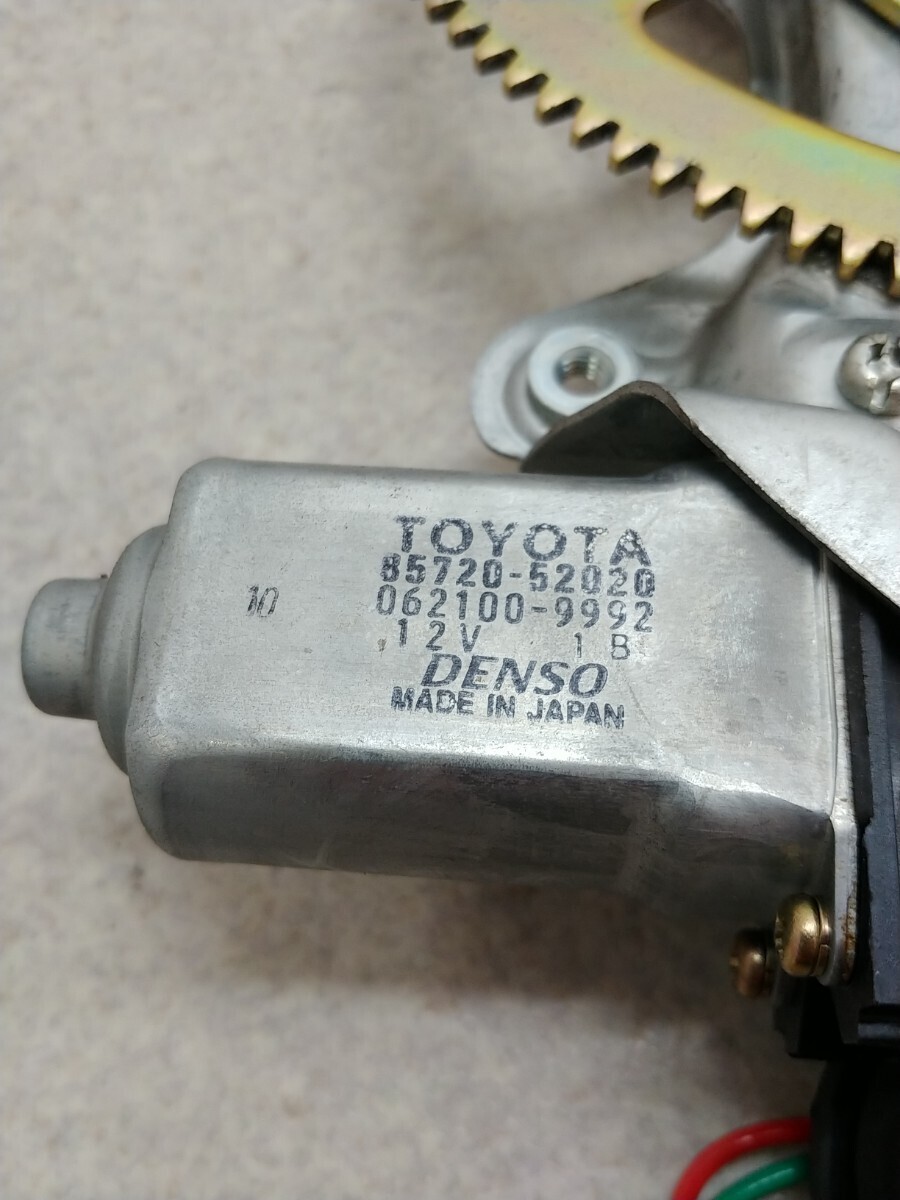 TOYOTA
85720-52020
10
062100-9992
12V 1B
DENSO
MADE IN JAPAN